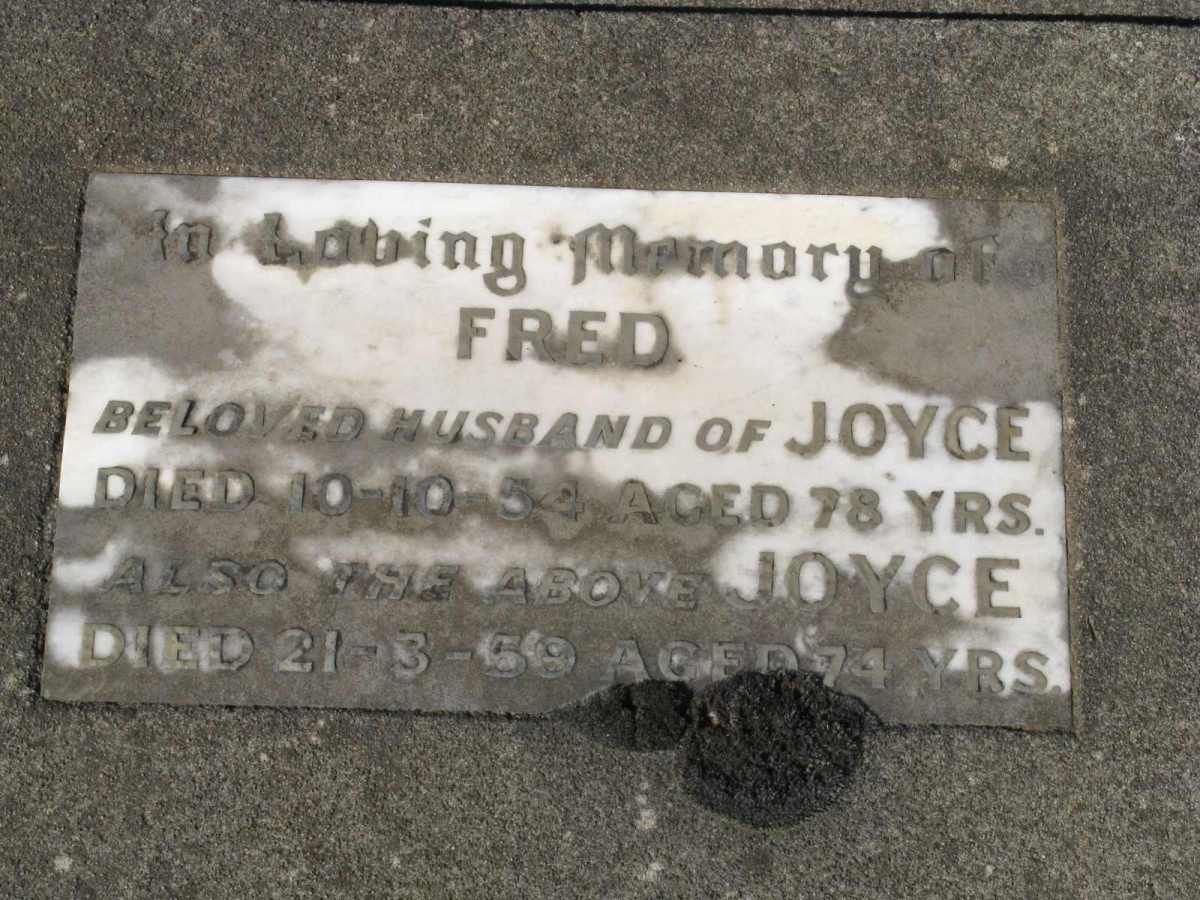 In Loving Memory of
FRED
BELOVED HUSBAND OF JOYCE
DIED 10-10-54 AGED 78 YRS.
ALSO THE ABOVE JOYCE
DIED 21-3-59 AGED 74 YRS.